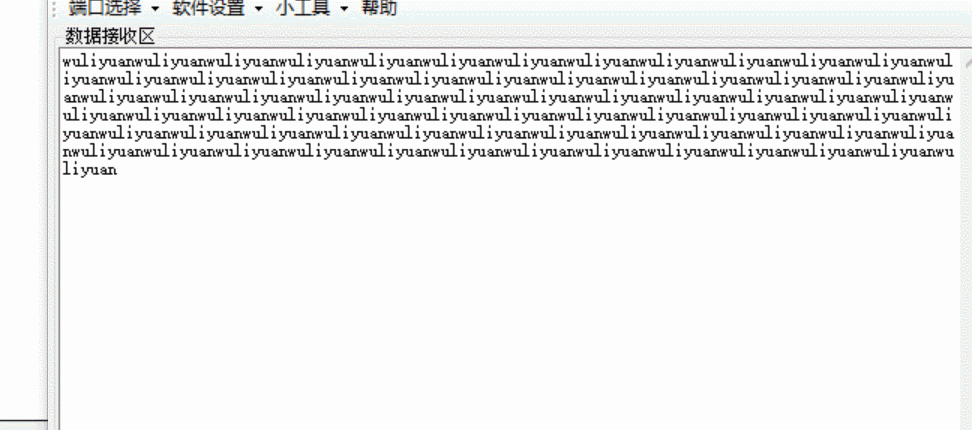 端口选择 软件设置 小工具 帮助
数据接收区
wuliyuanwuliyuanwuliyuanwuliyuanwuliyuanwuliyuanwuliyuanwuliyuanwuliyuanwuliyuanwuliyuanwuliyuanwul
iyuanwuliyuanwuliyuanwuliyuanwuliyuanwuliyuanwuliyuanwuliyuanwuliyuanwuliyuanwuliyuanwuliyuanwuliyu
anwuliyuanwuliyuanwuliyuanwuliyuanwuliyuanwuliyuanwuliyuanwuliyuanwuliyuanwuliyuanwuliyuanwuliyuanw
uliyuanwuliyuanwuliyuanwuliyuanwuliyuanwuliyuanwuliyuanwuliyuanwuliyuanwuliyuanwuliyuanwuliyuanwuli
yuanwuliyuanwuliyuanwuliyuanwuliyuanwuliyuanwuliyuanwuliyuanwuliyuanwuliyuanwuliyuanwuliyuanwuliyua
nwuliyuanwuliyuanwuliyuanwuliyuanwuliyuanwuliyuanwuliyuanwuliyuanwuliyuanwuliyuanwuliyuanwuliyuanwu
liyuan